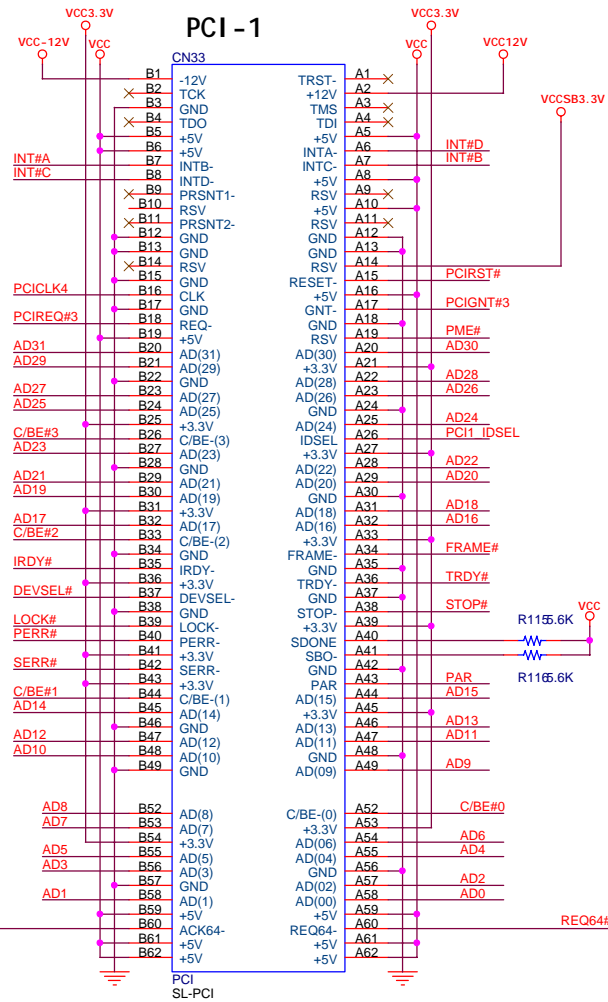 PCI-1
VCC3.3V VCC3.3V
VCC-12V VCC VCC VCC12V
CN33
VCCSB3.3V
B1 -12V TRST- A1
B2 TCK +12V A2
B3 GND TMS A3
B4 TDO TDI A4
B5 +5V +5V A5
B6 +5V INTA- A6 INT#D
INT#A B7 INTB- INTC- A7 INT#B
INT#C B8 INTD- +5V A8
B9 PRSNT1- RSV A9
B10 RSV +5V A10
B11 PRSNT2- RSV A11
B12 GND GND A12
B13 GND GND A13
B14 RSV RSV A14
B15 GND RESET- A15 PCIRST#
PCICLK4 B16 CLK +5V A16
B17 GND GNT- A17 PCIGNT#3
PCIREQ#3 B18 REQ- GND A18
B19 +5V RSV A19 PME#
AD31 B20 AD(31) AD(30) A20 AD30
AD29 B21 AD(29) +3.3V A21
B22 GND AD(28) A22 AD28
AD27 B23 AD(27) AD(26) A23 AD26
AD25 B24 AD(25) GND A24
B25 +3.3V AD(24) A25 AD24
C/BE#3 B26 C/BE-(3) IDSEL A26 PCI1_IDSEL
AD23 B27 AD(23) +3.3V A27
B28 GND AD(22) A28 AD22
AD21 B29 AD(21) AD(20) A29 AD20
AD19 B30 AD(19) GND A30
B31 +3.3V AD(18) A31 AD18
AD17 B32 AD(17) AD(16) A32 AD16
C/BE#2 B33 C/BE-(2) +3.3V A33
B34 GND FRAME- A34 FRAME#
IRDY# B35 IRDY- GND A35
B36 +3.3V TRDY- A36 TRDY#
DEVSEL# B37 DEVSEL- GND A37
B38 GND STOP- A38 STOP# VCC
LOCK# B39 LOCK- +3.3V A39
PERR# B40 PERR- SDONE A40 R115 5.6K
B41 +3.3V SBO- A41
SERR# B42 SERR- GND A42 R116 5.6K
B43 +3.3V PAR A43 PAR
C/BE#1 B44 C/BE-(1) AD(15) A44 AD15
AD14 B45 AD(14) +3.3V A45
B46 GND AD(13) A46 AD13
AD12 B47 AD(12) AD(11) A47 AD11
AD10 B48 AD(10) GND A48
B49 GND AD(09) A49 AD9
AD8 B52 AD(8) C/BE-(0) A52 C/BE#0
AD7 B53 AD(7) +3.3V A53
B54 +3.3V AD(06) A54 AD6
AD5 B55 AD(5) AD(04) A55 AD4
AD3 B56 AD(3) GND A56
B57 GND AD(02) A57 AD2
AD1 B58 AD(1) AD(00) A58 AD0
B59 +5V +5V A59
B60 ACK64- REQ64- A60 REQ64#
B61 +5V +5V A61
B62 +5V +5V A62
PCI
SL-PCI